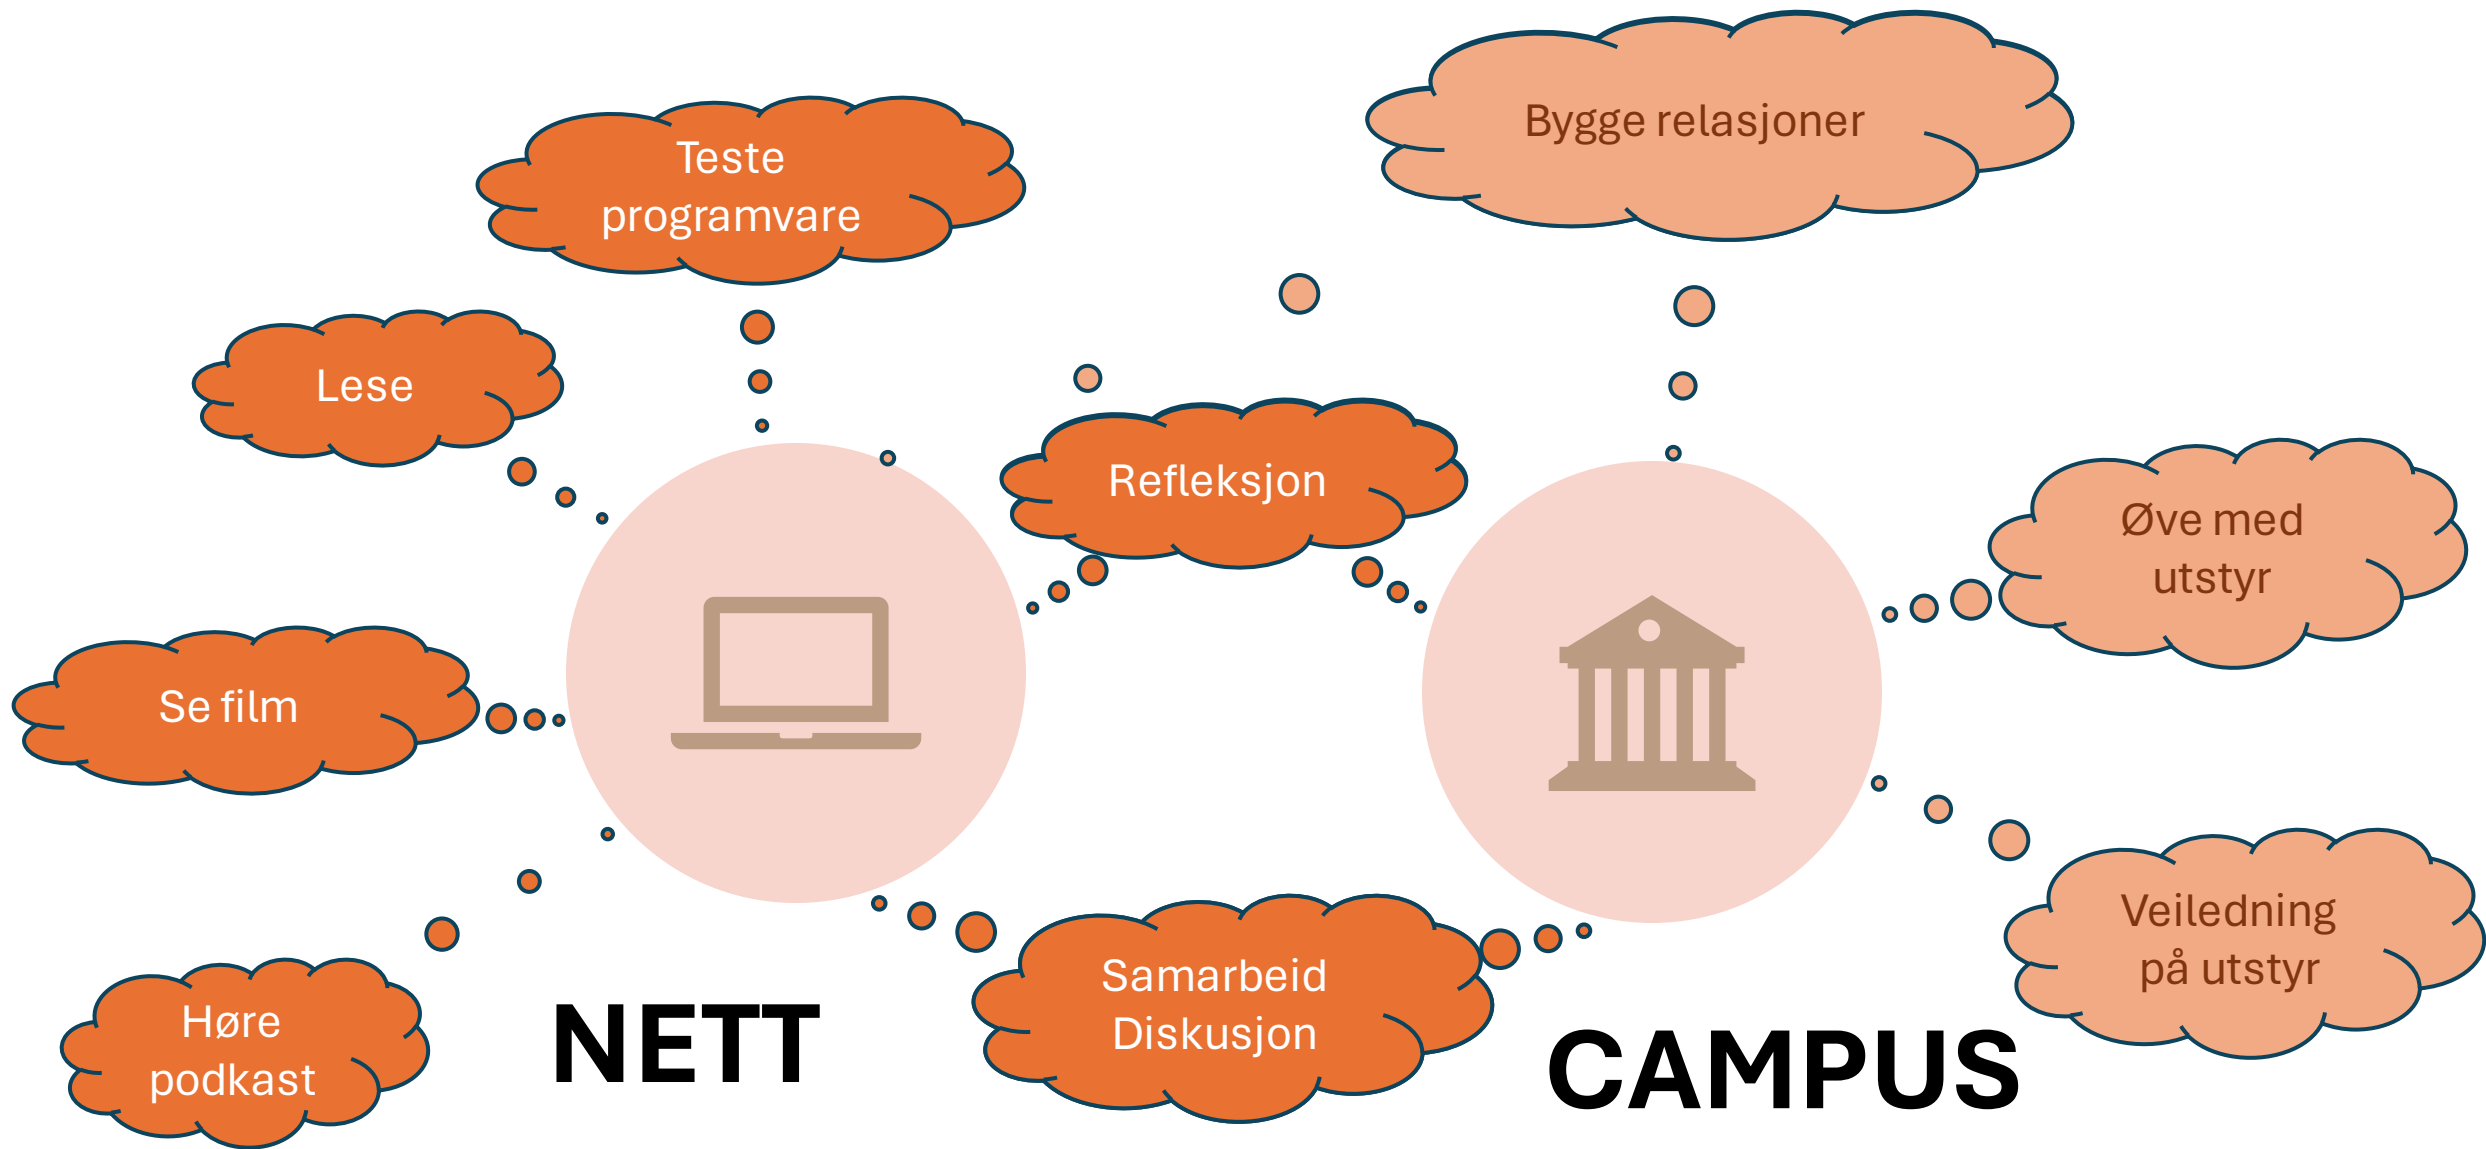 Bygge relasjoner
Teste
programvare
Lese
Refleksjon
Øve med
utstyr
Se film
Veiledning
på utstyr
Samarbeid
Diskusjon
Høre
podkast
NETT
CAMPUS